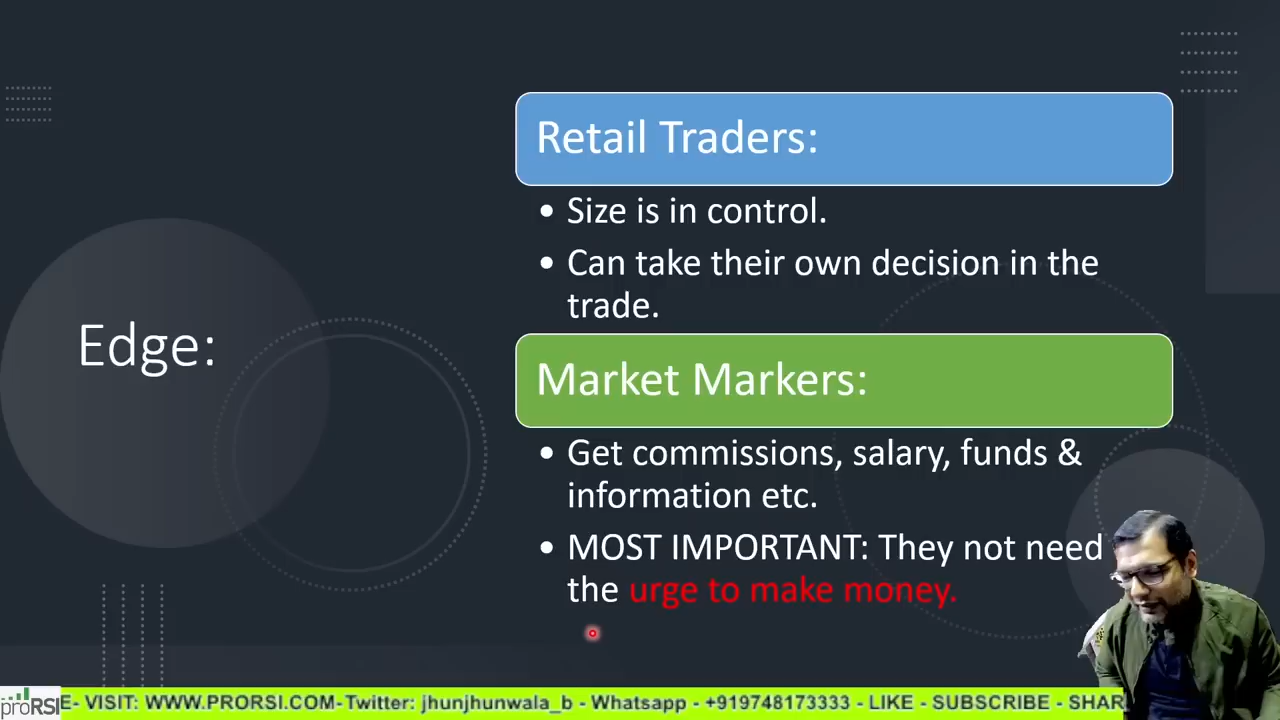 Retail Traders:
• Size is in control.
• Can take their own decision in the
trade.
Edge:
Market Markers:
• Get commissions, salary, funds &
information etc.
• MOST IMPORTANT: They not need
the urge to make money.
proRSI
E- VISIT: WWW.PRORSI.COM-Twitter: jhunjhunwala_b - Whatsapp - +919748173333 - LIKE - SUBSCRIBE - SHAR